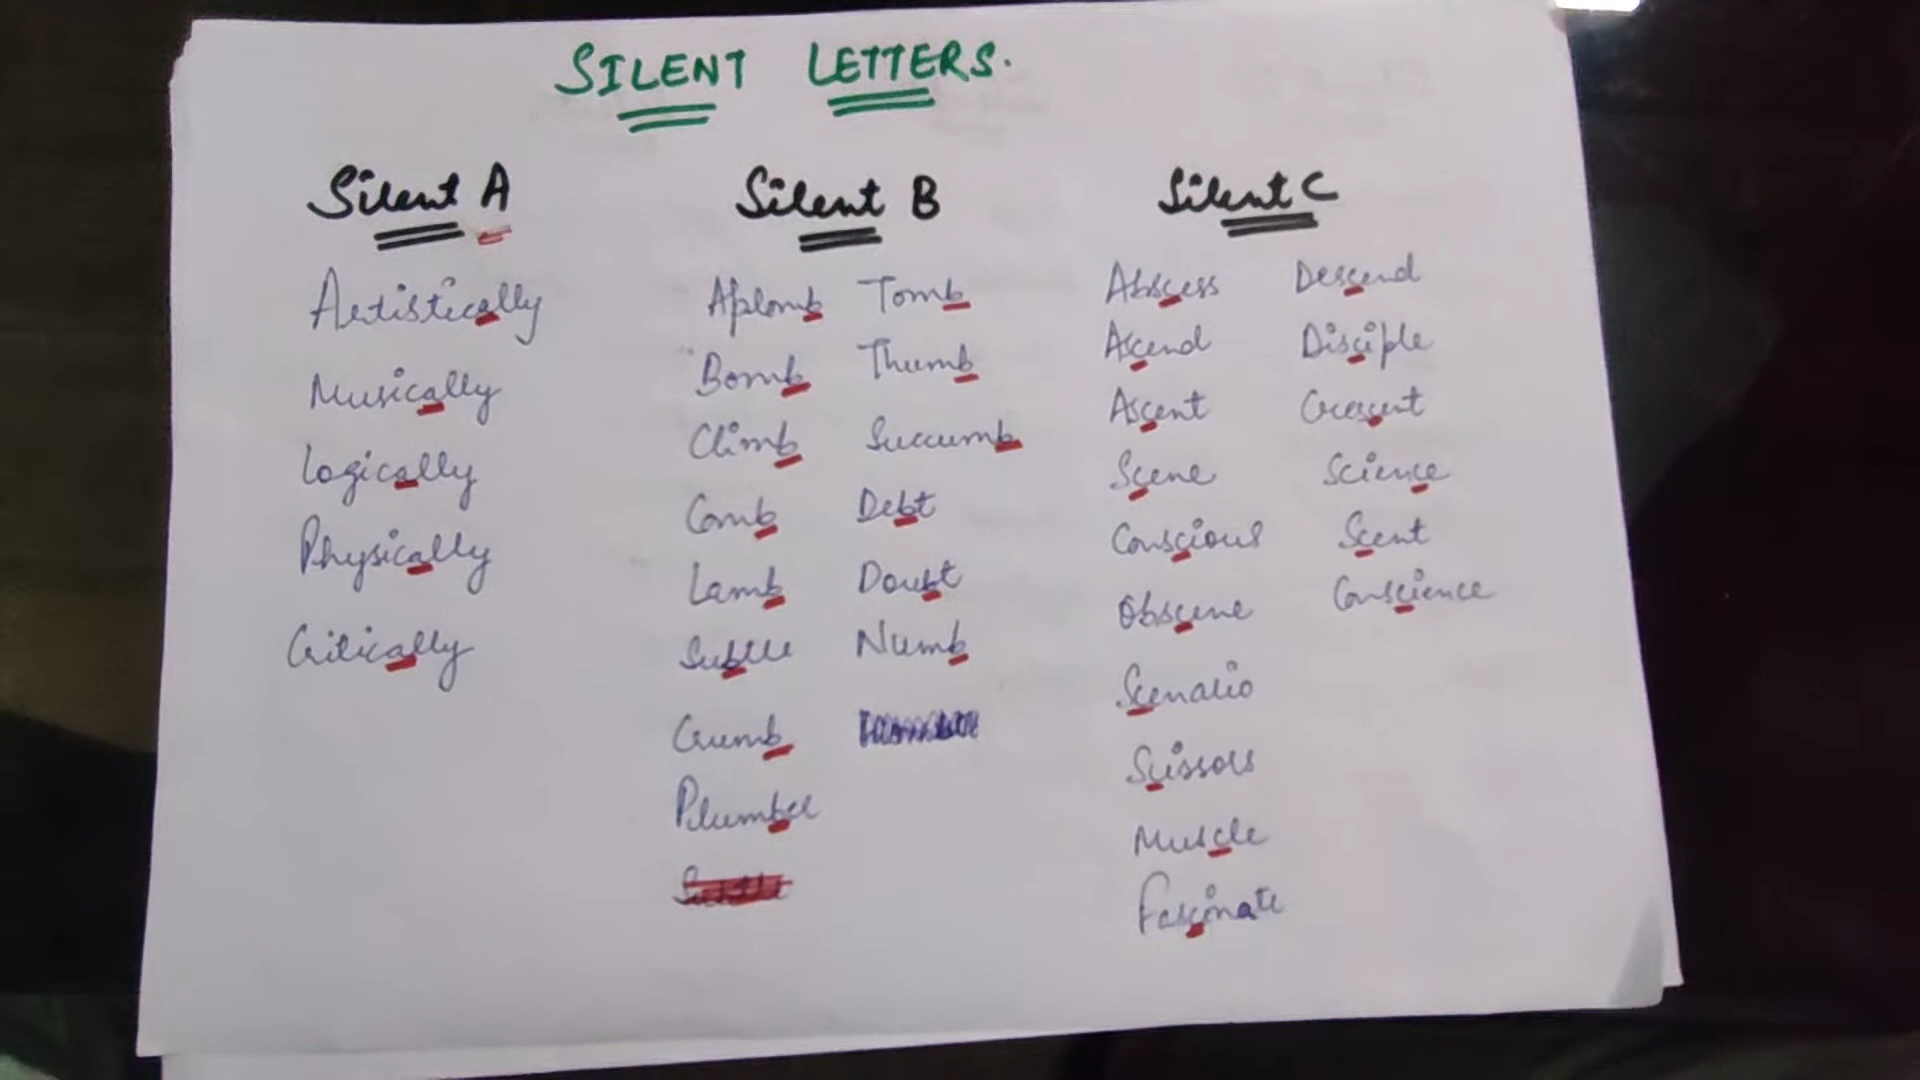 SILENT LETTERS.
Silent A
Artistically
Musically
Logically
Physically
Critically
Silent B
Aplomb Tomb
Bomb Thumb
Climb Succumb
Comb Debt
Lamb Doubt
Subtle Numb
Crumb
Plumber
Silent C
Abscess Descend
Ascend Disciple
Ascent Crescent
Scene Science
Conscious Scent
Obscene Conscience
Scenario
Scissors
Muscle
Fascinate